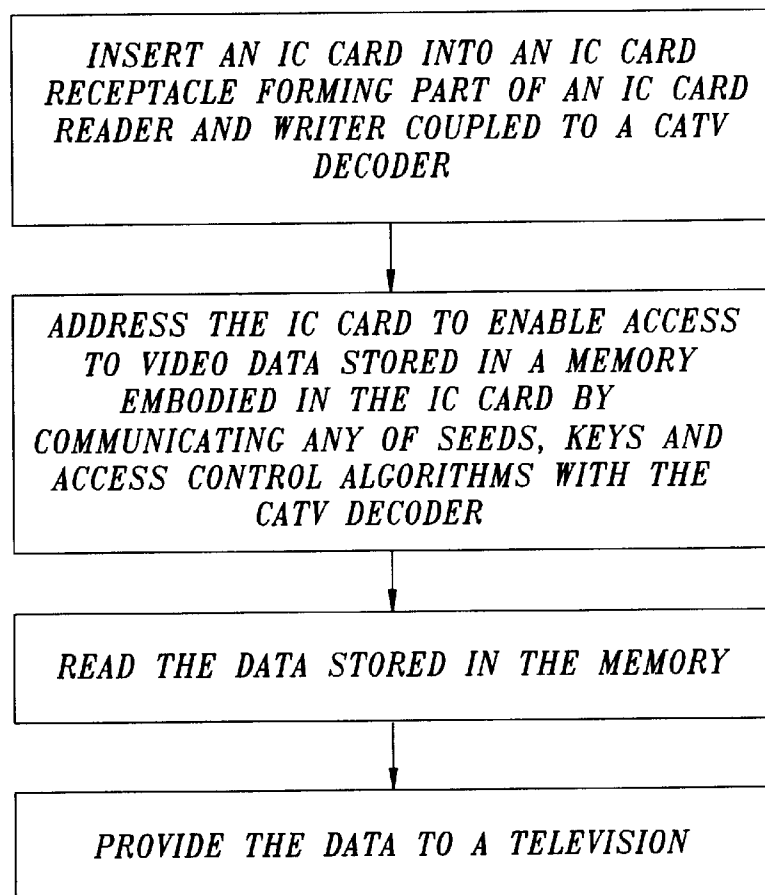 INSERT AN IC CARD INTO AN IC CARD
RECEPTACLE FORMING PART OF AN IC CARD
READER AND WRITER COUPLED TO A CATV
DECODER
ADDRESS THE IC CARD TO ENABLE ACCESS
TO VIDEO DATA STORED IN A MEMORY
EMBODIED IN THE IC CARD BY
COMMUNICATING ANY OF SEEDS, KEYS AND
ACCESS CONTROL ALGORITHMS WITH THE
CATV DECODER
READ THE DATA STORED IN THE MEMORY
PROVIDE THE DATA TO A TELEVISION